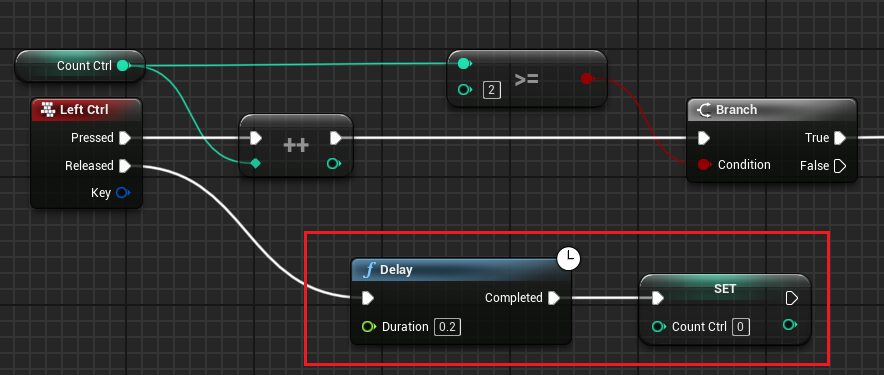 Count Ctrl
2
>=
Left Ctrl
Pressed
Released
Key
++
Branch
True
Condition
False
f Delay
Completed
Duration 0.2
SET
Count Ctrl 0